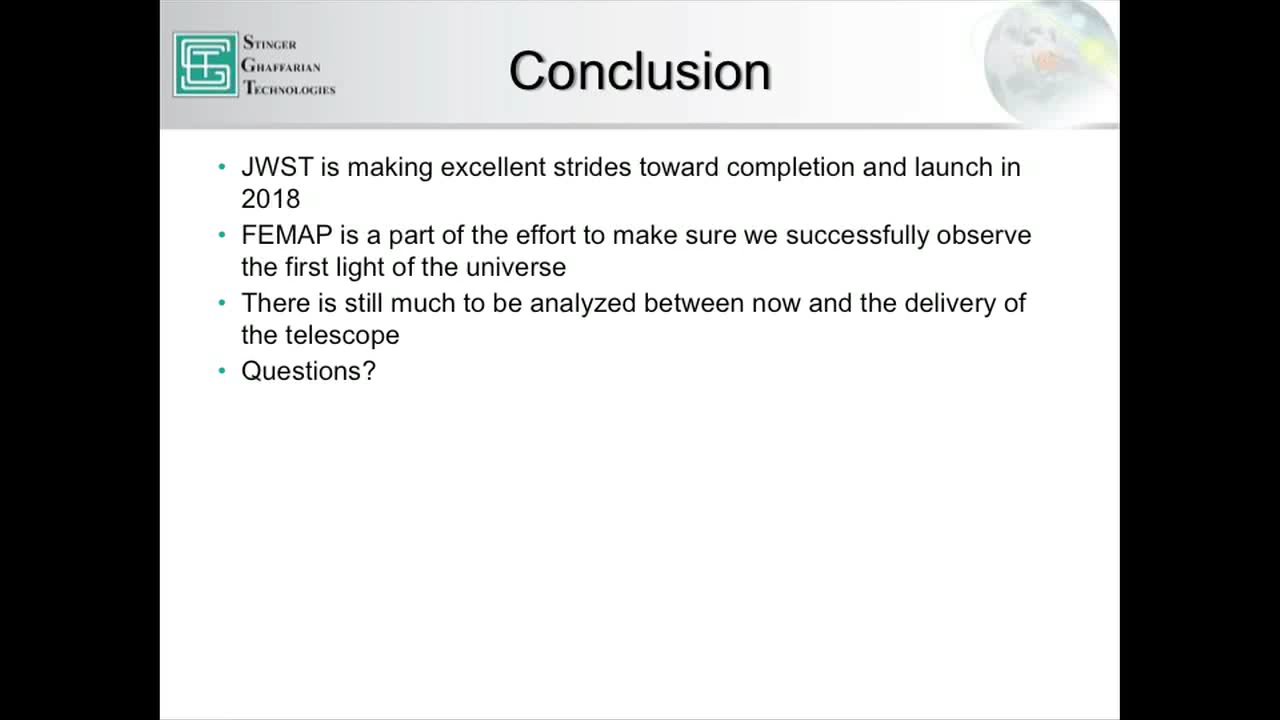 STINGER
GHAFFARIAN
TECHNOLOGIES
Conclusion
• JWST is making excellent strides toward completion and launch in
2018
• FEMAP is a part of the effort to make sure we successfully observe
the first light of the universe
• There is still much to be analyzed between now and the delivery of
the telescope
• Questions?